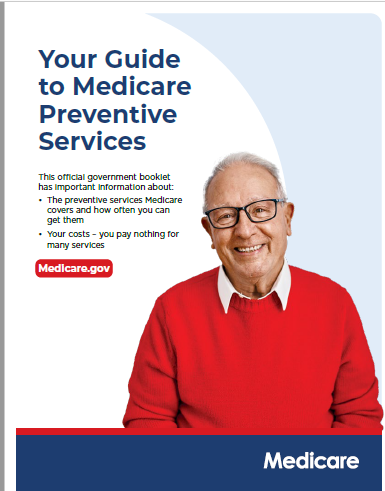 Your Guide
to Medicare
Preventive
Services
This official government booklet
has important information about:
• The preventive services Medicare
covers and how often you can
get them
• Your costs – you pay nothing for
many services
Medicare.gov
Medicare